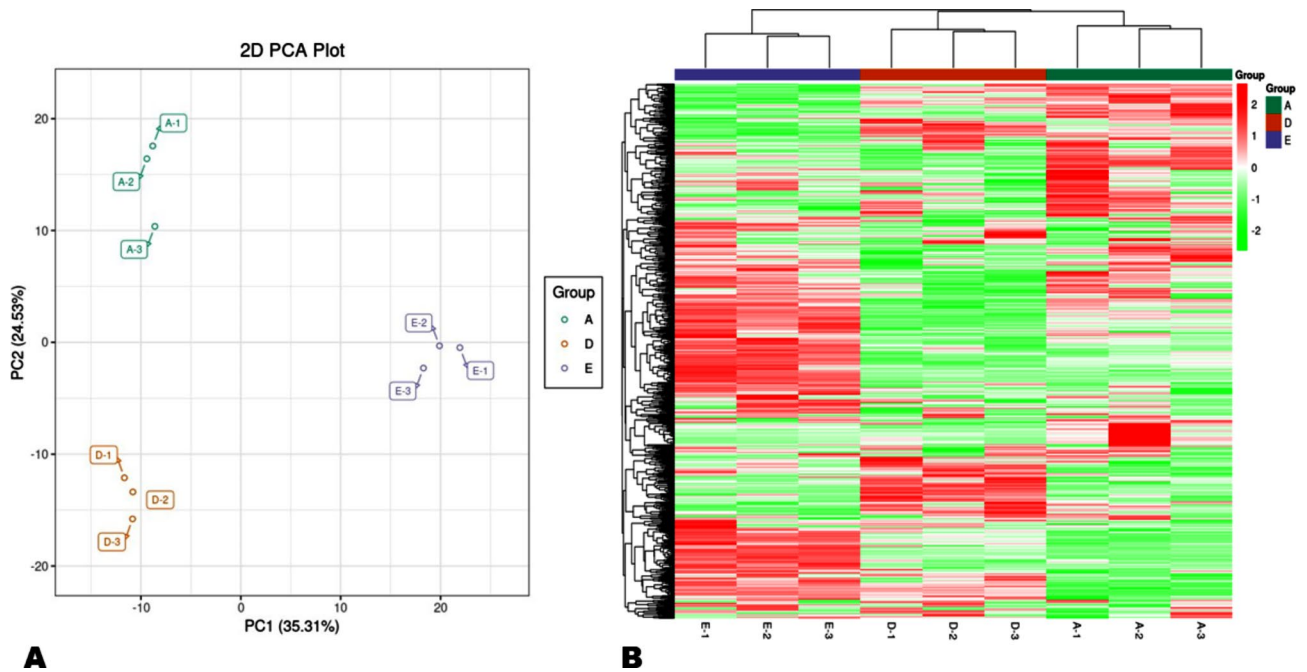 2D PCA Plot
20
10
0
-10
-20
PC2 (24.53%)
A-1
A-2
A-3
E-2
E-1
E-3
D-1
D-2
D-3
-10
0
10
20
PC1 (35.31%)
Group
A
D
E
A
Group
2
1
0
-1
-2
Group
A
D
E
E-1
E-2
E-3
D-1
D-2
D-3
A-1
A-2
A-3
B